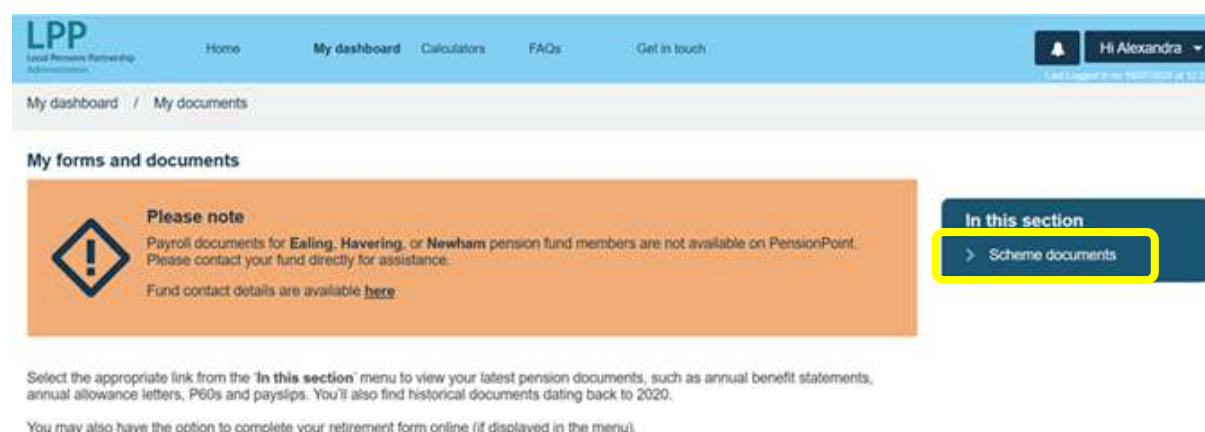 LPP
Local Pensions Partnership
Administration
Home
My dashboard
Calculators
FAQs
Get in touch
Hi Alexandra
My dashboard / My documents
My forms and documents
Please note
Payroll documents for Ealing, Havering, or Newham pension fund members are not available on PensionPoint.
Please contact your fund directly for assistance.
Fund contact details are available here
In this section
> Scheme documents
Select the appropriate link from the 'In this section' menu to view your latest pension documents, such as annual benefit statements,
annual allowance letters, P60s and payslips. You'll also find historical documents dating back to 2020.
You may also have the option to complete your retirement form online (if displayed in the menu).